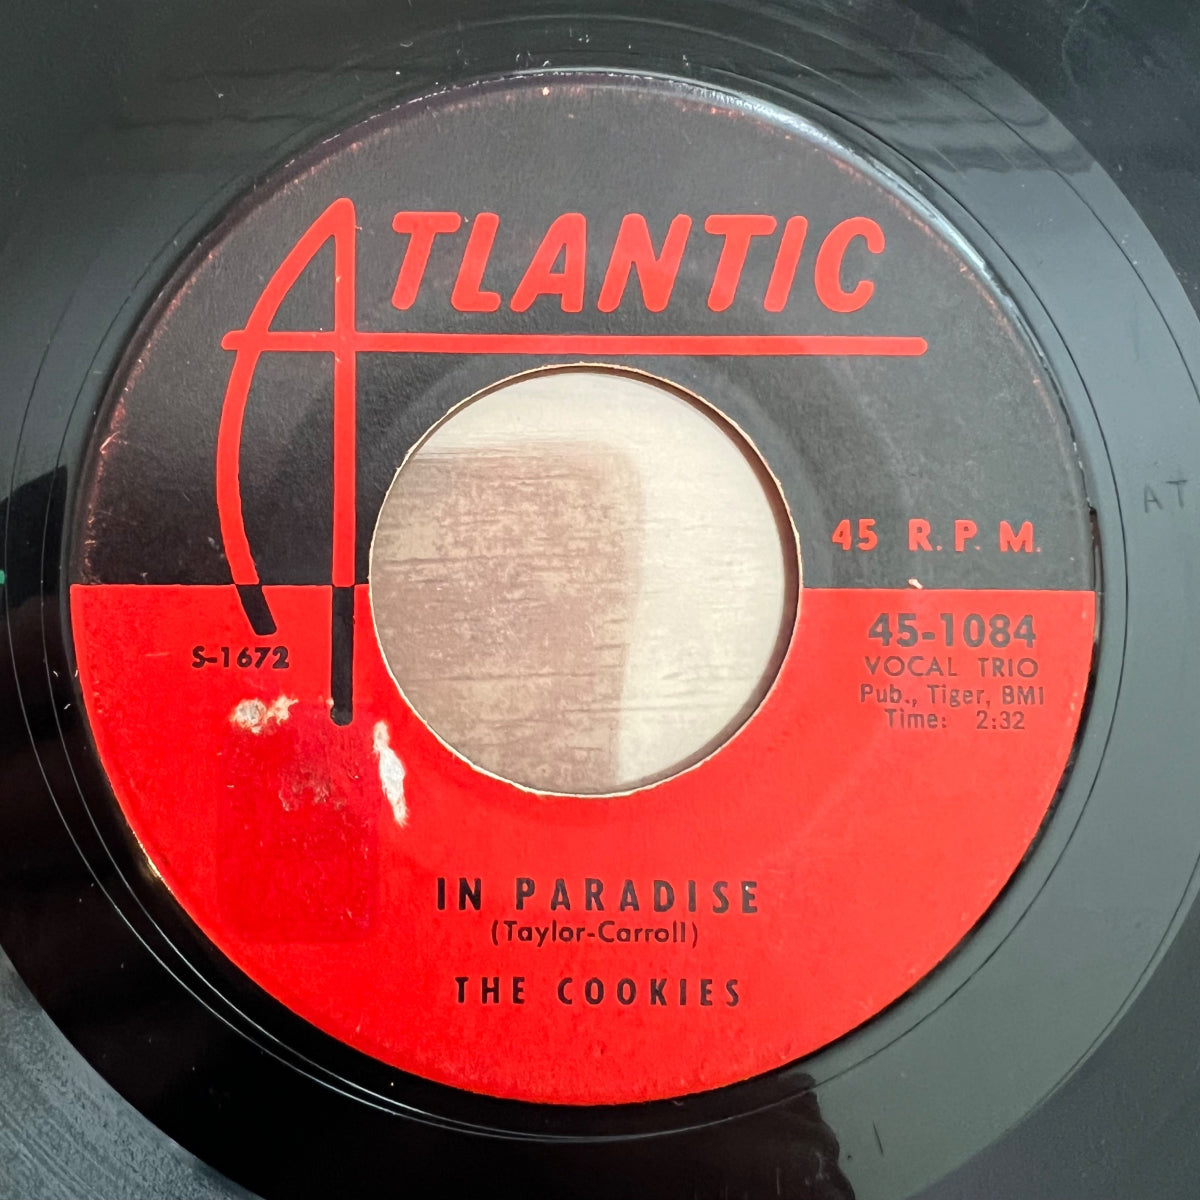 ATLANTIC
45 R.P.M.
S-1672
45-1084
VOCAL TRIO
Pub., Tiger, BMI
Time: 2:32
IN PARADISE
(Taylor-Carroll)
THE COOKIES
AT